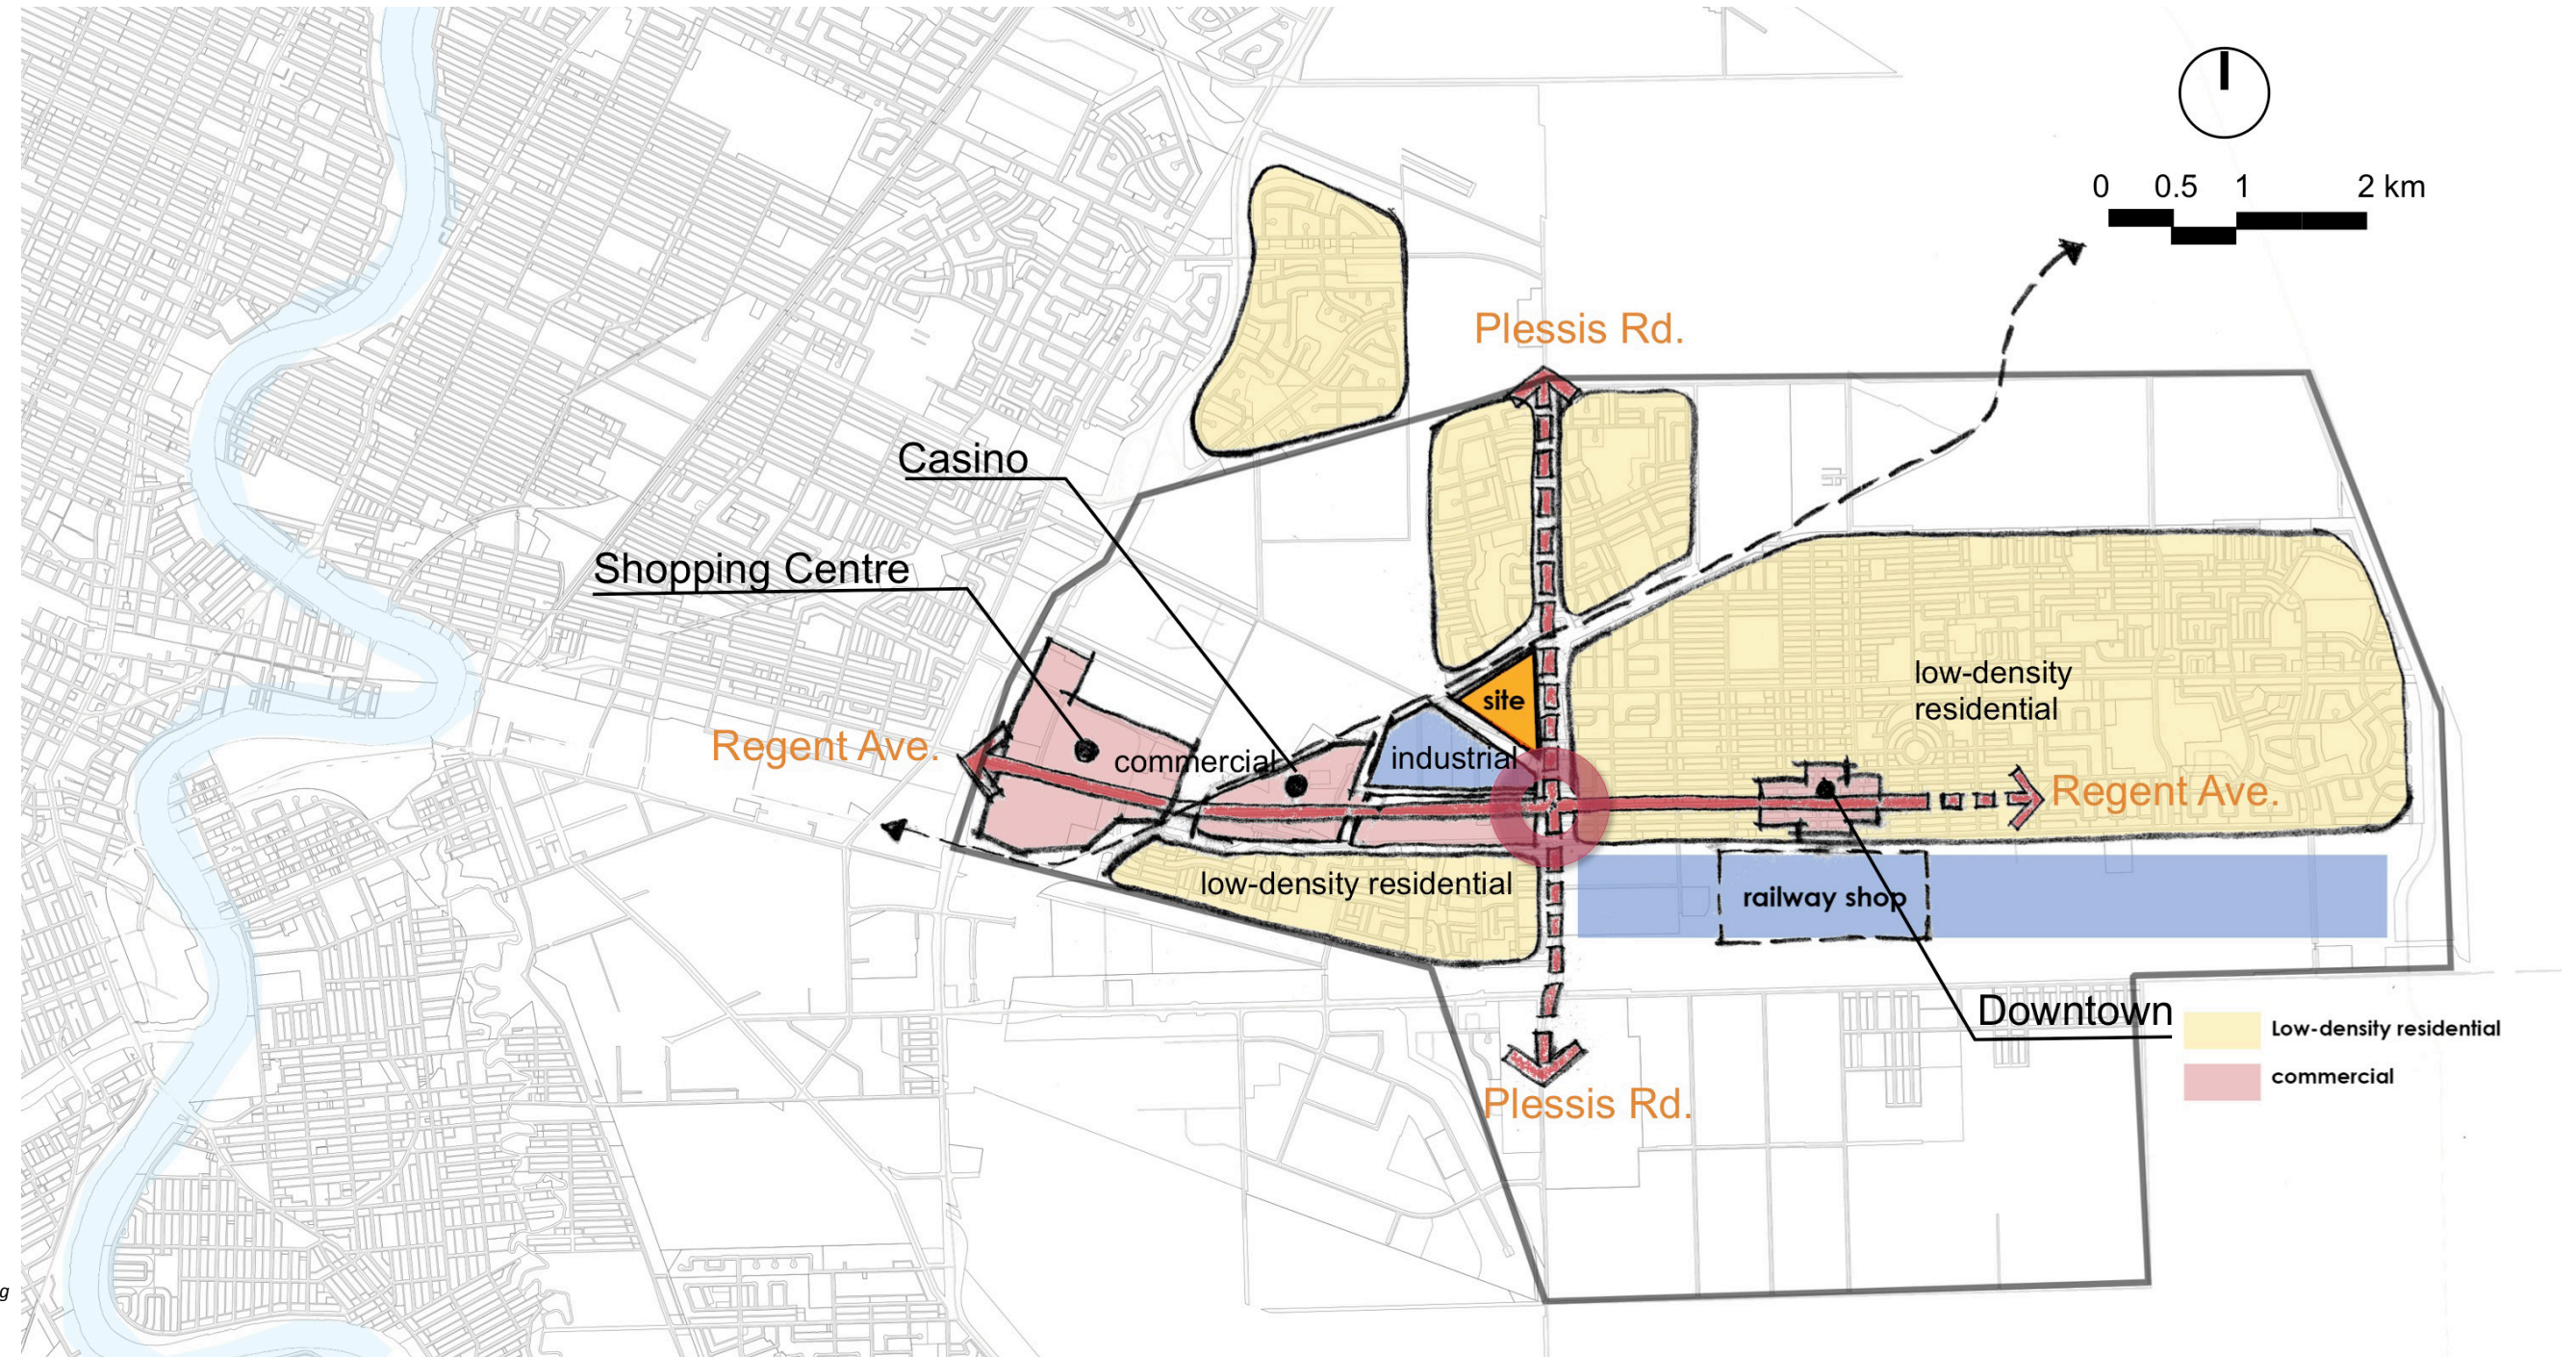 0 0.5 1 2 km
Plessis Rd.
Casino
Shopping Centre
low-density
residential
site
Regent Ave.
commercial
industrial
Regent Ave.
low-density residential
railway shop
Downtown
Low-density residential
commercial
Plessis Rd.
g